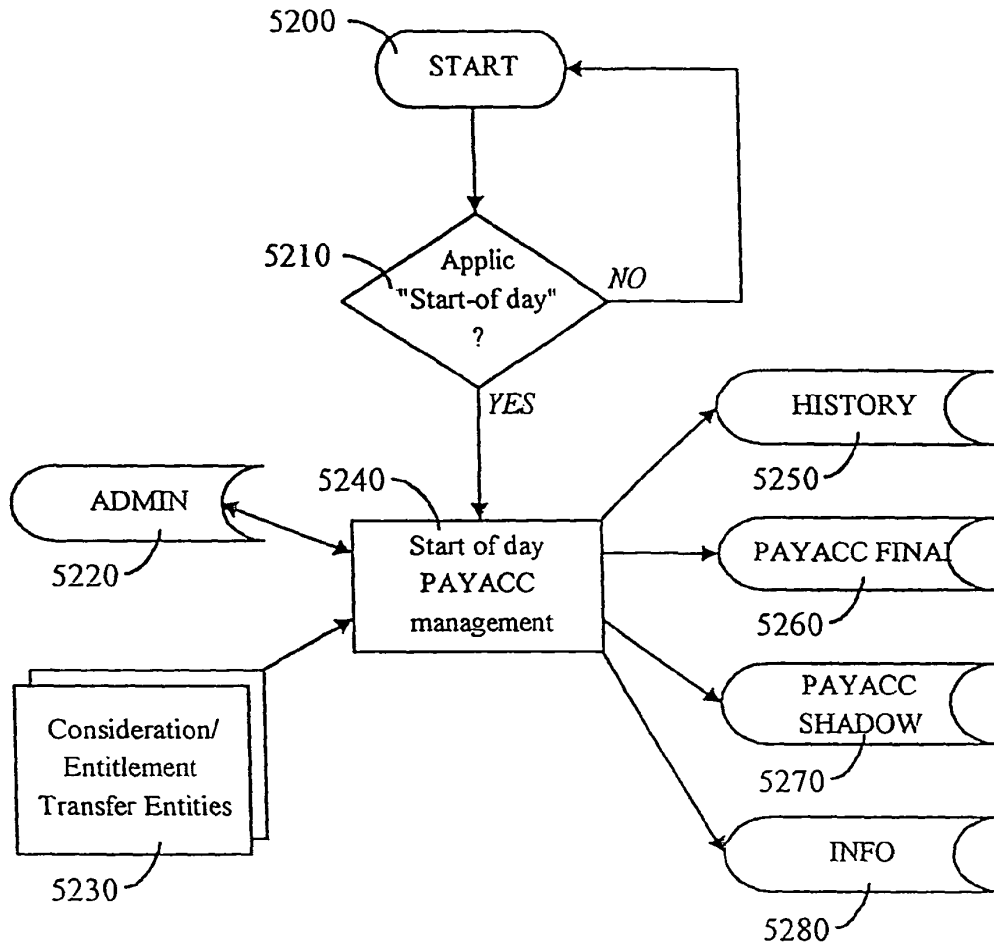 5200
START
5210
Applic
"Start-of day"
?
NO
YES
HISTORY
5250
5240
ADMIN
5220
Start of day
PAYACC
management
PAYACC FINAL
5260
Consideration/
Entitlement
Transfer Entities
5230
PAYACC
SHADOW
5270
INFO
5280